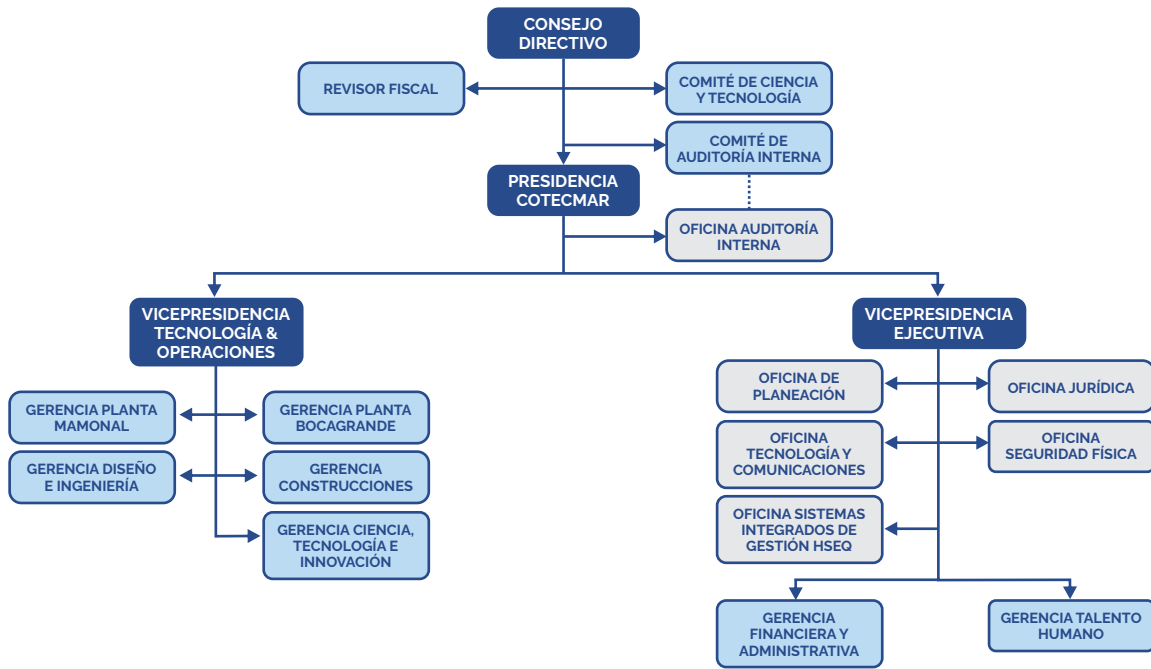 CONSEJO
DIRECTIVO
REVISOR FISCAL
COMITÉ DE CIENCIA
Y TECNOLOGÍA
COMITÉ DE
AUDITORÍA INTERNA
PRESIDENCIA
COTECMAR
OFICINA AUDITORÍA
INTERNA
VICEPRESIDENCIA
TECNOLOGÍA &
OPERACIONES
GERENCIA PLANTA
MAMONAL
GERENCIA PLANTA
BOCAGRANDE
GERENCIA DISEÑO
E INGENIERÍA
GERENCIA
CONSTRUCCIONES
GERENCIA CIENCIA,
TECNOLOGÍA E
INNOVACIÓN
VICEPRESIDENCIA
EJECUTIVA
OFICINA DE
PLANEACIÓN
OFICINA JURÍDICA
OFICINA
TECNOLOGÍA Y
COMUNICACIONES
OFICINA
SEGURIDAD FÍSICA
OFICINA SISTEMAS
INTEGRADOS DE
GESTIÓN HSEQ
GERENCIA
FINANCIERA Y
ADMINISTRATIVA
GERENCIA TALENTO
HUMANO